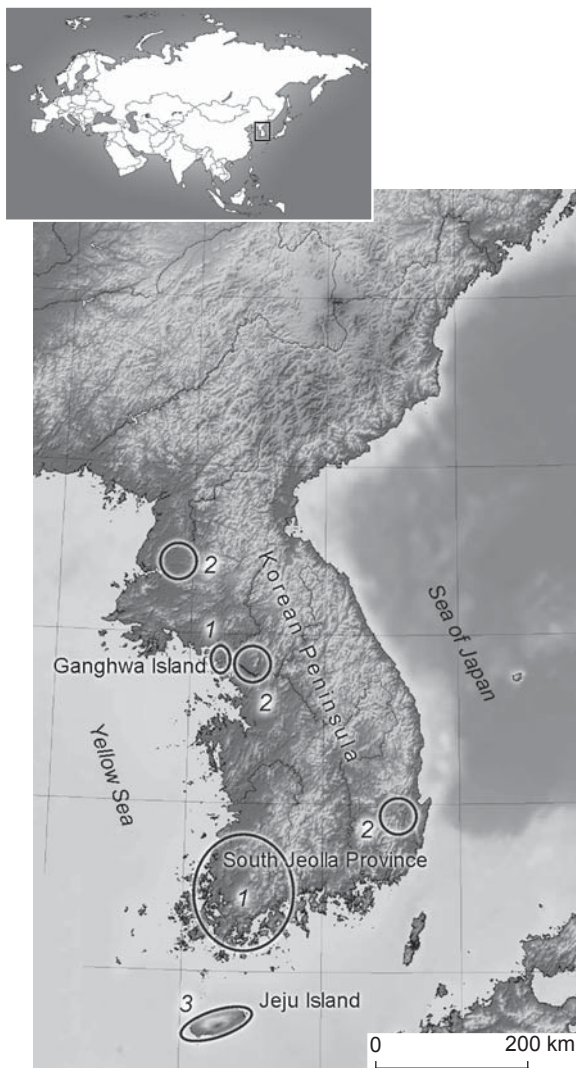 2
1
Ganghwa Island
2
Korean Peninsula
Sea of Japan
Yellow Sea
2
South Jeolla Province
1
3
Jeju Island
0
200 km